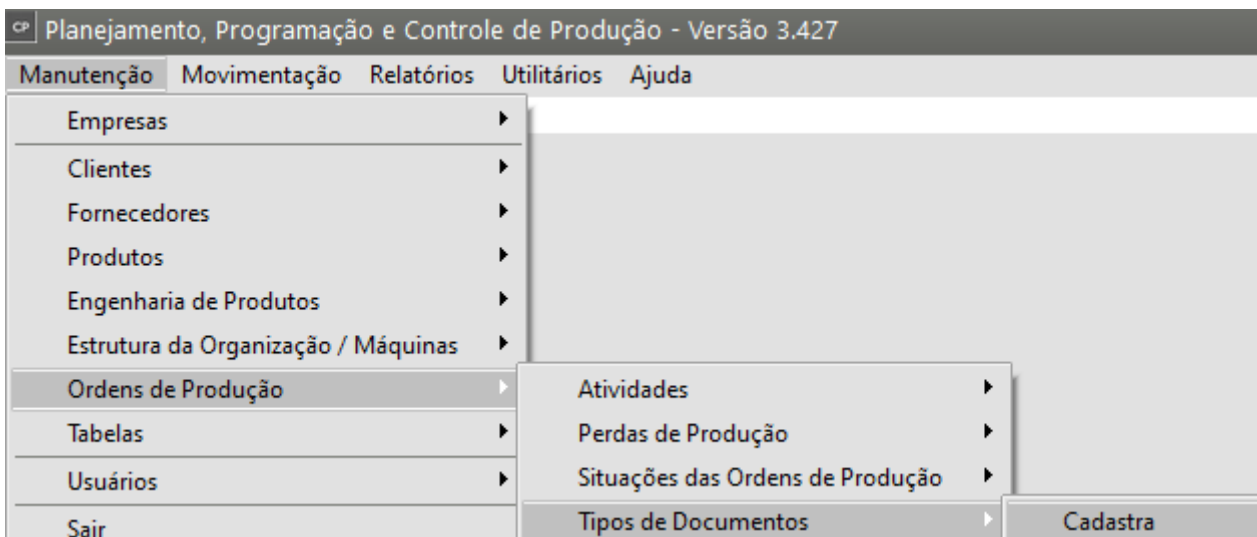 CP Planejamento, Programação e Controle de Produção - Versão 3.427
Manutenção Movimentação Relatórios Utilitários Ajuda
Empresas
Clientes
Fornecedores
Produtos
Engenharia de Produtos
Estrutura da Organização / Máquinas
Ordens de Produção
Tabelas
Usuários
Sair
Atividades
Perdas de Produção
Situações das Ordens de Produção
Tipos de Documentos
Cadastra